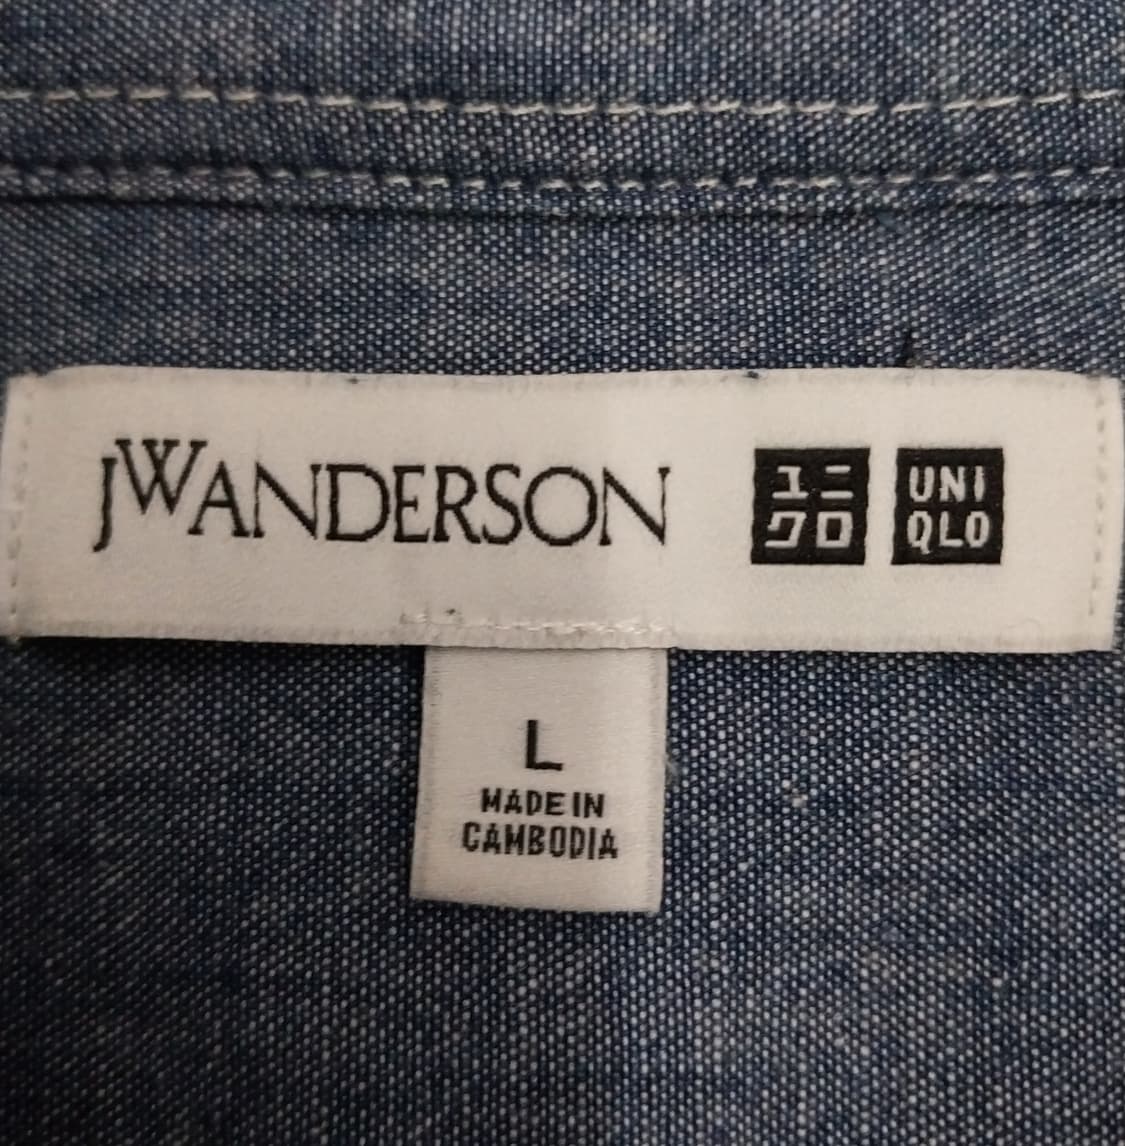 JWANDERSON
ユニ
クロ
UNI
QLO
L
MADE IN
CAMBODIA